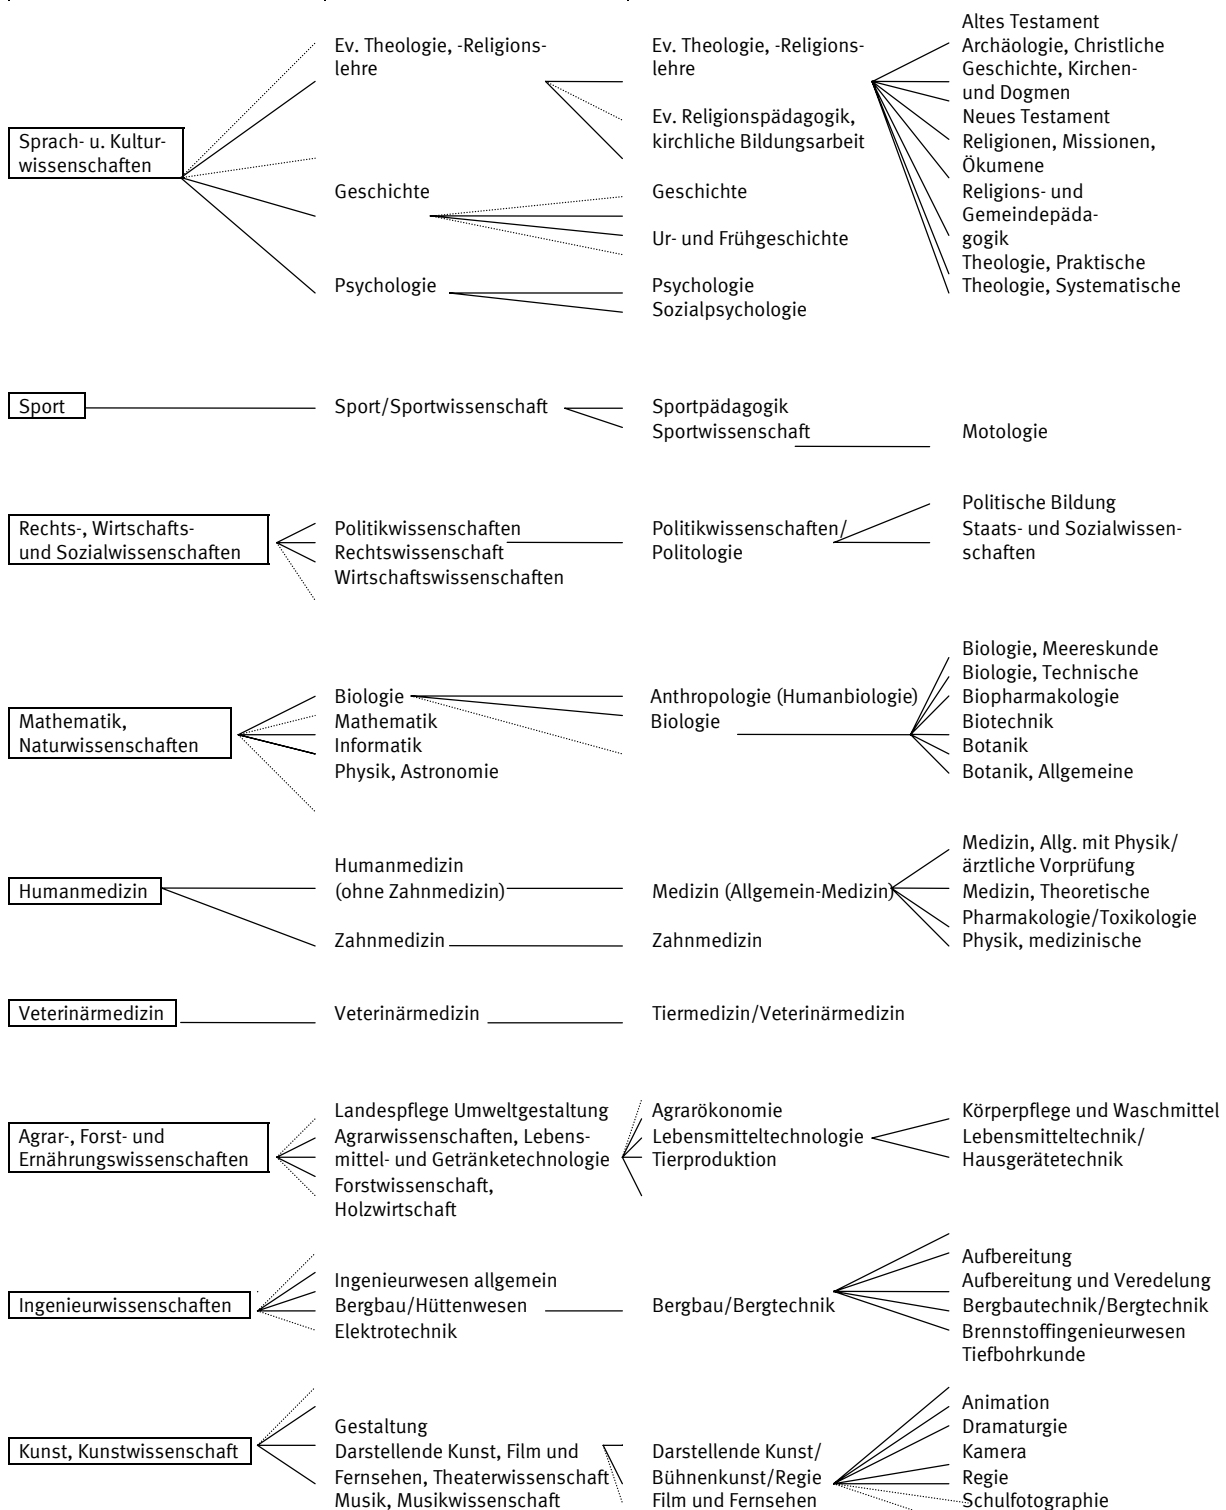 Sprach- u. Kultur-
wissenschaften
Ev. Theologie, -Religions-
lehre
Geschichte
Psychologie
Ev. Theologie, -Religions-
lehre
Ev. Religionspädagogik,
kirchliche Bildungsarbeit
Geschichte
Ur- und Frühgeschichte
Psychologie
Sozialpsychologie
Altes Testament
Archäologie, Christliche
Geschichte, Kirchen-
und Dogmen
Neues Testament
Religionen, Missionen,
Ökumene
Religions- und
Gemeindepäda-
gogik
Theologie, Praktische
Theologie, Systematische
Sport
Sport/Sportwissenschaft
Sportpädagogik
Sportwissenschaft
Motologie
Rechts-, Wirtschafts-
und Sozialwissenschaften
Politikwissenschaften
Rechtswissenschaft
Wirtschaftswissenschaften
Politikwissenschaften/
Politologie
Politische Bildung
Staats- und Sozialwissen-
schaften
Mathematik,
Naturwissenschaften
Biologie
Mathematik
Informatik
Physik, Astronomie
Anthropologie (Humanbiologie)
Biologie
Biologie, Meereskunde
Biologie, Technische
Biopharmakologie
Biotechnik
Botanik
Botanik, Allgemeine
Humanmedizin
Humanmedizin
(ohne Zahnmedizin)
Zahnmedizin
Medizin (Allgemein-Medizin)
Zahnmedizin
Medizin, Allg. mit Physik/
ärztliche Vorprüfung
Medizin, Theoretische
Pharmakologie/Toxikologie
Physik, medizinische
Veterinärmedizin
Veterinärmedizin
Tiermedizin/Veterinärmedizin
Agrar-, Forst- und
Ernährungswissenschaften
Landespflege Umweltgestaltung
Agrarwissenschaften, Lebens-
mittel- und Getränketechnologie
Forstwissenschaft,
Holzwirtschaft
Agrarökonomie
Lebensmitteltechnologie
Tierproduktion
Körperpflege und Waschmittel
Lebensmitteltechnik/
Hausgerätetechnik
Ingenieurwissenschaften
Ingenieurwesen allgemein
Bergbau/Hüttenwesen
Elektrotechnik
Bergbau/Bergtechnik
Aufbereitung
Aufbereitung und Veredelung
Bergbautechnik/Bergtechnik
Brennstoffingenieurwesen
Tiefbohrkunde
Kunst, Kunstwissenschaft
Gestaltung
Darstellende Kunst, Film und
Fernsehen, Theaterwissenschaft
Musik, Musikwissenschaft
Darstellende Kunst/
Bühnenkunst/Regie
Film und Fernsehen
Animation
Dramaturgie
Kamera
Regie
Schulfotographie